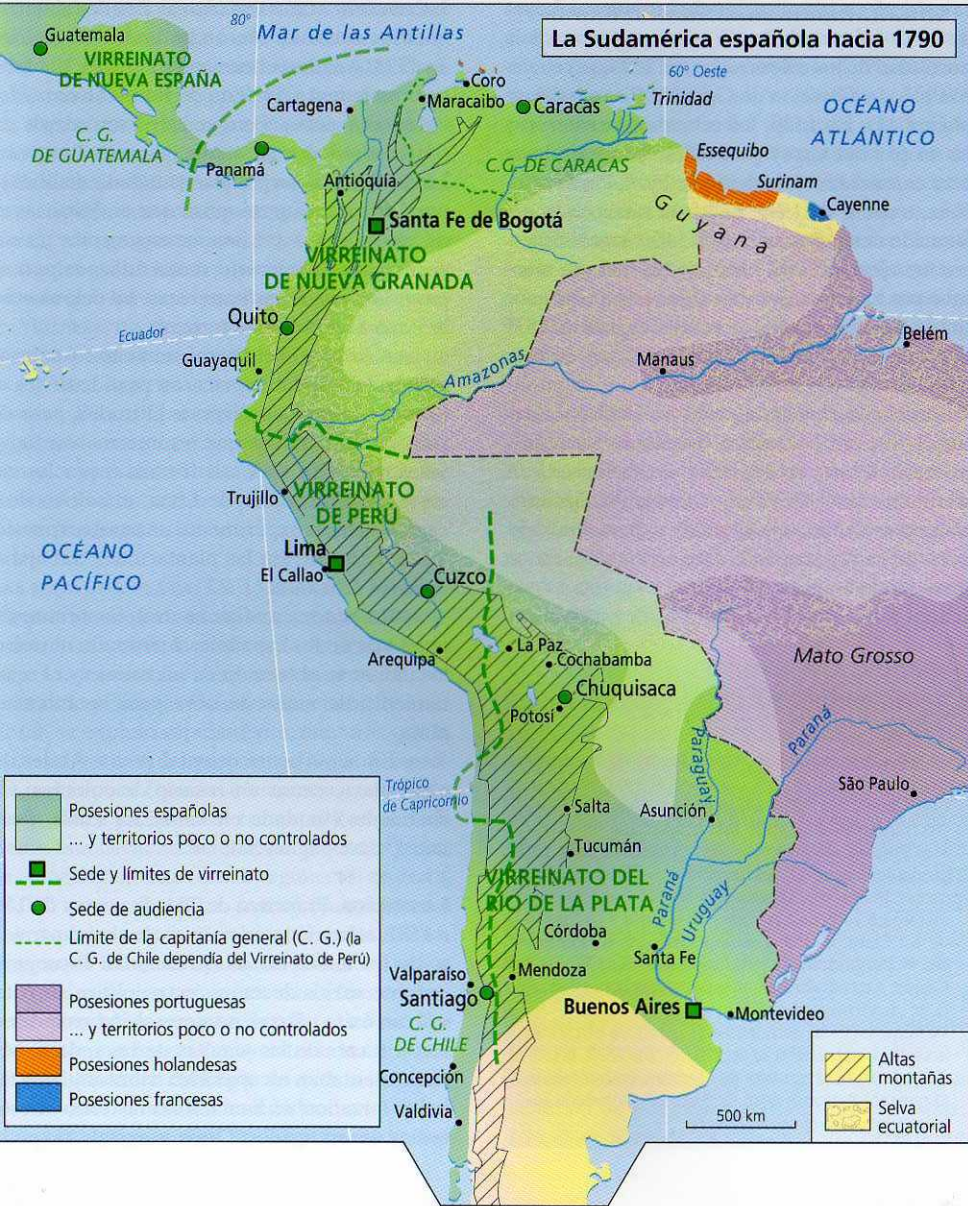 La Sudamérica española hacia 1790
80°
Mar de las Antillas
60° Oeste
Guatemala
VIRREINATO
DE NUEVA ESPAÑA
C. G.
DE GUATEMALA
Panamá
Cartagena
Coro
Maracaibo
Caracas
Trinidad
OCÉANO
ATLÁNTICO
C.G. DE CARACAS
Essequibo
Surinam
Cayenne
Guyana
Antioquía
Santa Fe de Bogotá
VIRREINATO
DE NUEVA GRANADA
Ecuador
Quito
Guayaquil
Amazonas
Manaus
Belém
Trujillo
VIRREINATO
DE PERÚ
OCÉANO
PACÍFICO
Lima
El Callao
Cuzco
Arequipa
La Paz
Cochabamba
Chuquisaca
Potosí
Mato Grosso
Paraguay
Paraná
São Paulo
Trópico
de Capricornio
Salta
Asunción
Tucumán
VIRREINATO DEL
RÍO DE LA PLATA
Paraná
Uruguay
Córdoba
Santa Fe
Valparaíso
Mendoza
Santiago
Buenos Aires
Montevideo
C. G.
DE CHILE
Concepción
Valdivia
500 km
Posesiones españolas
... y territorios poco o no controlados
Sede y límites de virreinato
Sede de audiencia
Límite de la capitanía general (C. G.) (la
C. G. de Chile dependía del Virreinato de Perú)
Posesiones portuguesas
... y territorios poco o no controlados
Posesiones holandesas
Posesiones francesas
Altas
montañas
Selva
ecuatorial